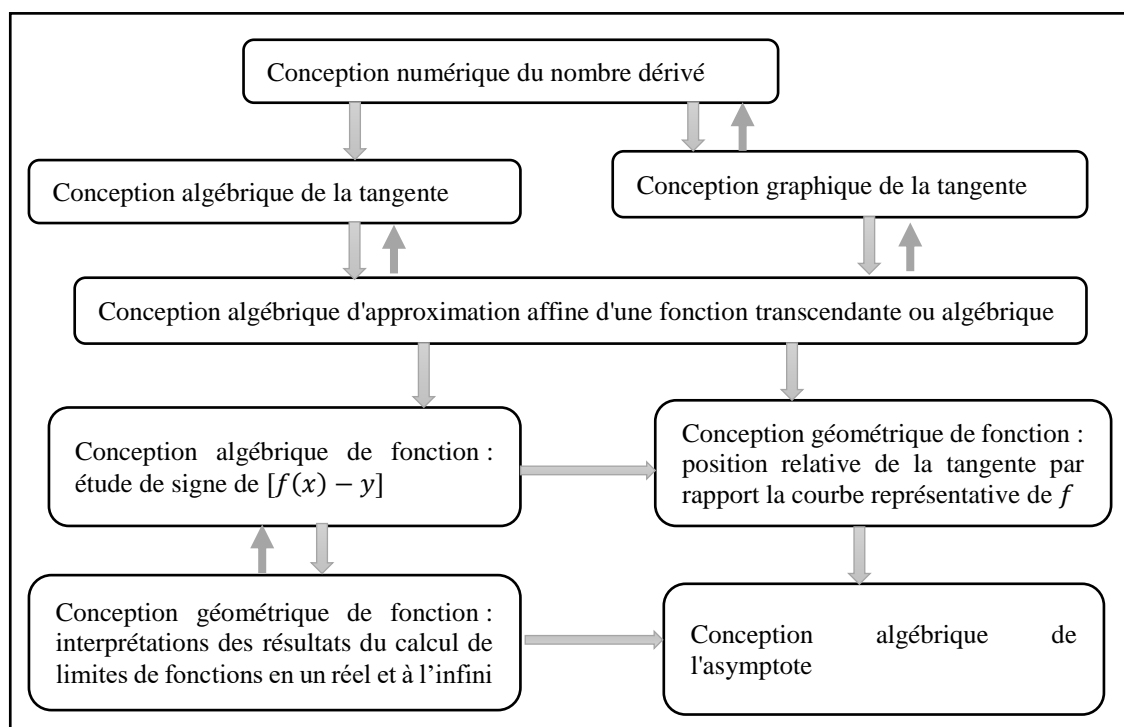 Conception numérique du nombre dérivé
Conception algébrique de la tangente
Conception graphique de la tangente
Conception algébrique d'approximation affine d'une fonction transcendante ou algébrique
Conception algébrique de fonction :
étude de signe de [f(x) − y]
Conception géométrique de fonction :
position relative de la tangente par
rapport la courbe représentative de f
Conception géométrique de fonction :
interprétations des résultats du calcul de
limites de fonctions en un réel et à l’infini
Conception algébrique de
l'asymptote